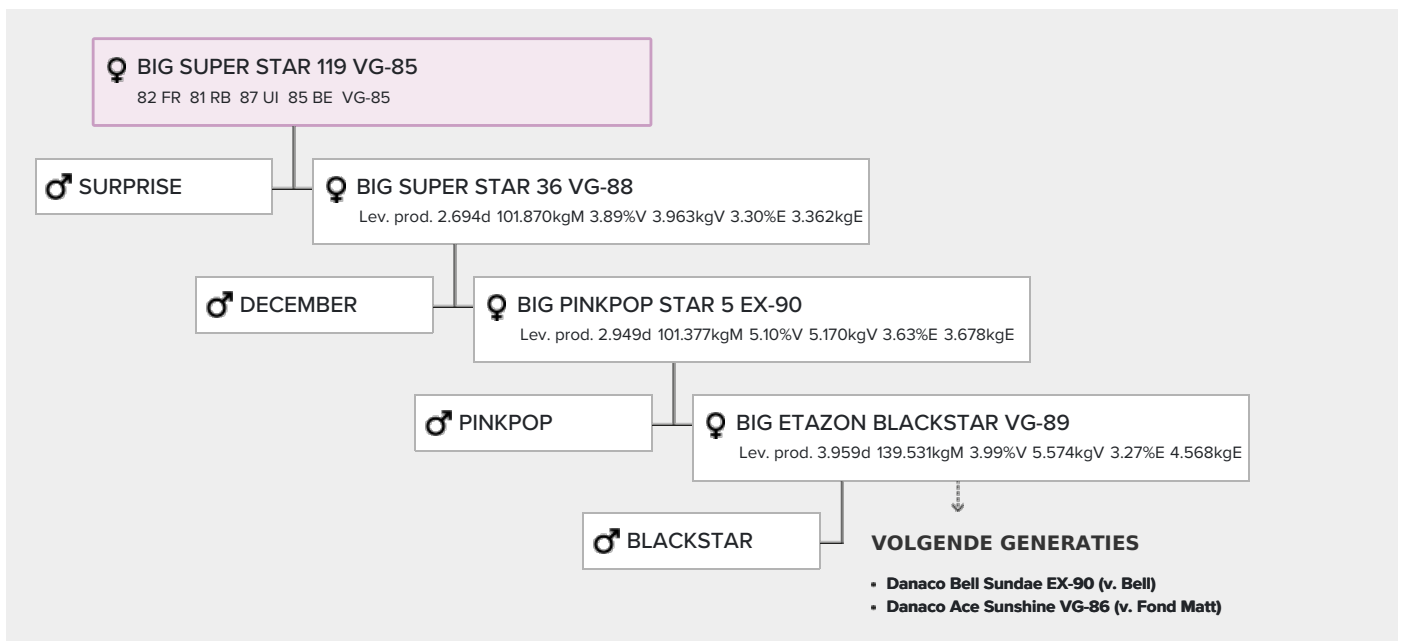 BIG SUPER STAR 119 VG-85
82 FR 81 RB 87 UI 85 BE VG-85
SURPRISE
BIG SUPER STAR 36 VG-88
Lev. prod. 2.694d 101.870kgM 3.89%V 3.963kgV 3.30%E 3.362kgE
DECEMBER
BIG PINKPOP STAR 5 EX-90
Lev. prod. 2.949d 101.377kgM 5.10%V 5.170kgV 3.63%E 3.678kgE
PINKPOP
BIG ETAZON BLACKSTAR VG-89
Lev. prod. 3.959d 139.531kgM 3.99%V 5.574kgV 3.27%E 4.568kgE
BLACKSTAR
VOLGENDE GENERATIES
• Danaco Bell Sundae EX-90 (v. Bell)
• Danaco Ace Sunshine VG-86 (v. Fond Matt)